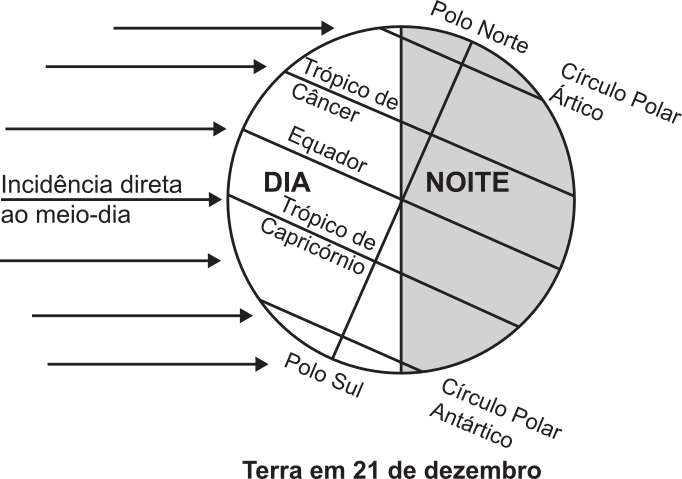 Polo Norte
Círculo Polar
Ártico
Trópico de
Câncer
Equador
Incidência direta
ao meio-dia
DIA
NOITE
Trópico de
Capricórnio
Polo Sul
Círculo Polar
Antártico
Terra em 21 de dezembro